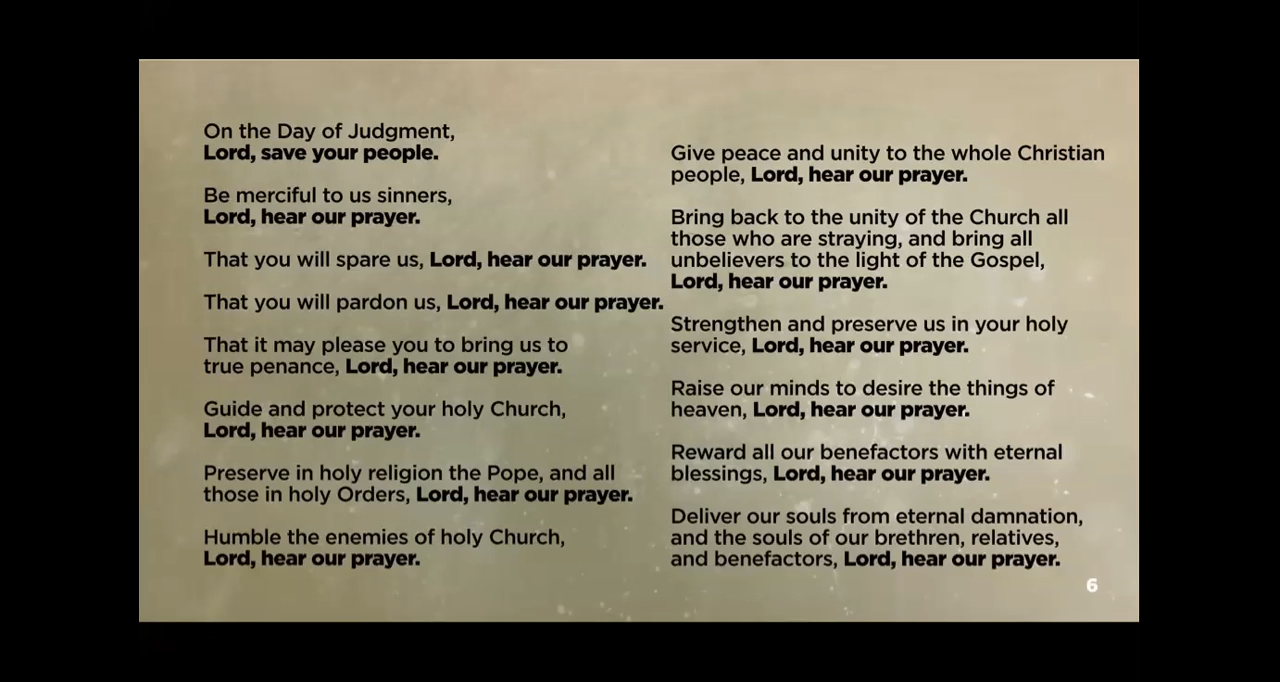 On the Day of Judgment,
Lord, save your people.
Be merciful to us sinners,
Lord, hear our prayer.
That you will spare us, Lord, hear our prayer.
That you will pardon us, Lord, hear our prayer.
That it may please you to bring us to
true penance, Lord, hear our prayer.
Guide and protect your holy Church,
Lord, hear our prayer.
Preserve in holy religion the Pope, and all
those in holy Orders, Lord, hear our prayer.
Humble the enemies of holy Church,
Lord, hear our prayer.
Give peace and unity to the whole Christian
people, Lord, hear our prayer.
Bring back to the unity of the Church all
those who are straying, and bring all
unbelievers to the light of the Gospel,
Lord, hear our prayer.
Strengthen and preserve us in your holy
service, Lord, hear our prayer.
Raise our minds to desire the things of
heaven, Lord, hear our prayer.
Reward all our benefactors with eternal
blessings, Lord, hear our prayer.
Deliver our souls from eternal damnation,
and the souls of our brethren, relatives,
and benefactors, Lord, hear our prayer.
6